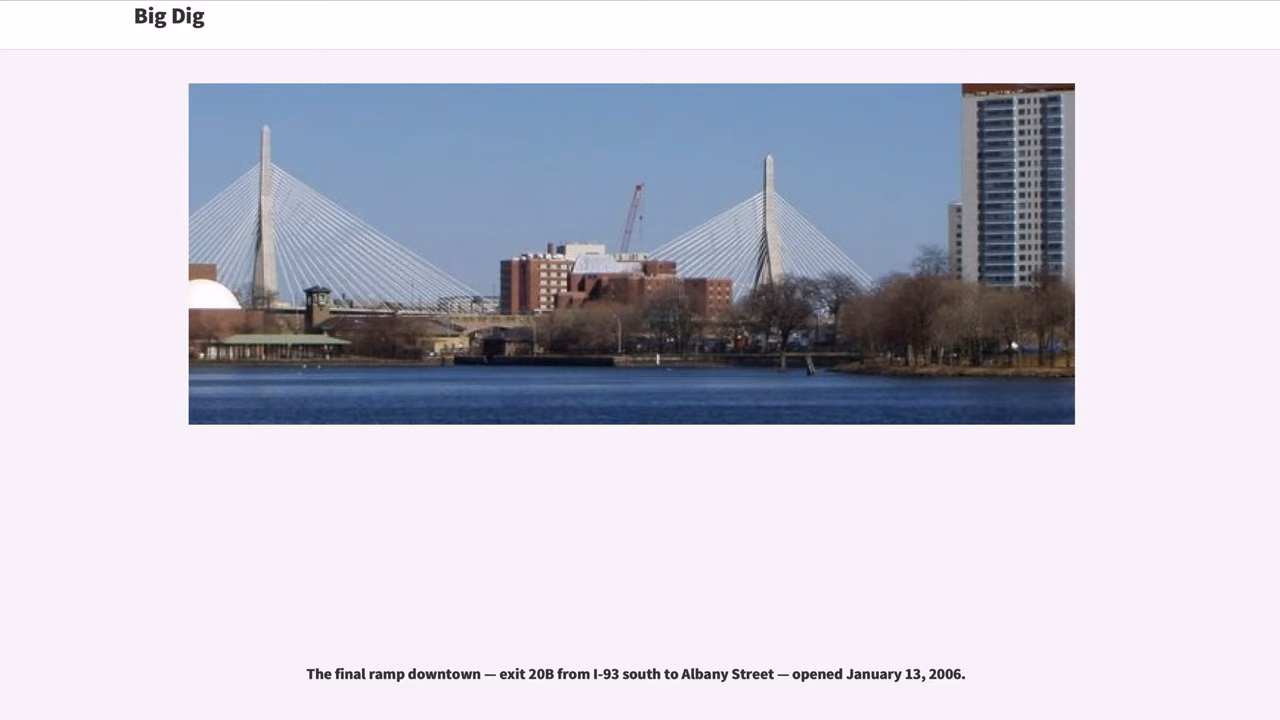 Big Dig
The final ramp downtown — exit 20B from I-93 south to Albany Street — opened January 13, 2006.